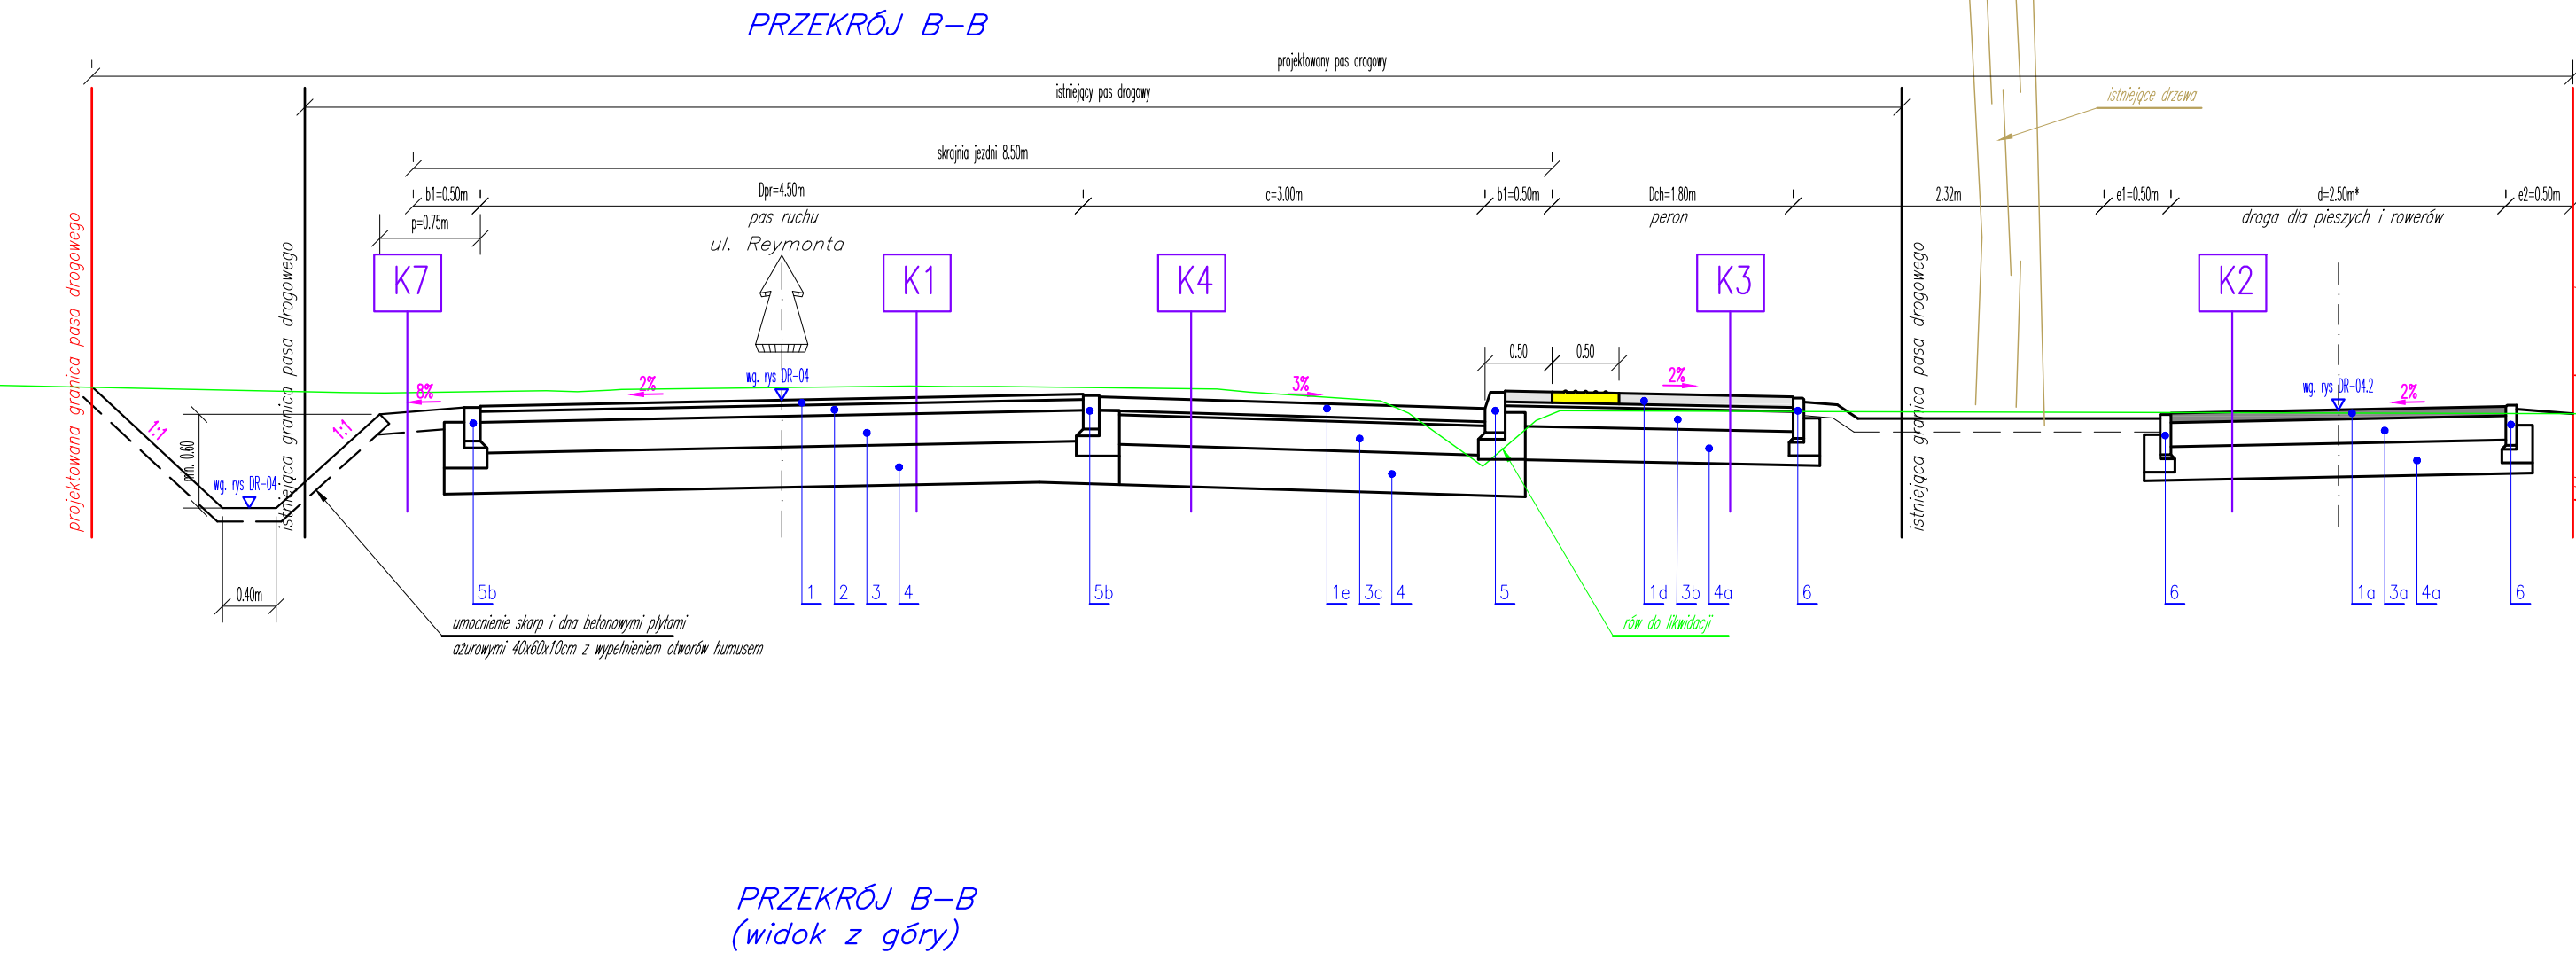 PRZEKRÓJ B-B
projektowany pas drogowy
istniejący pas drogowy
istniejące drzewa
skrajnia jezdni 8.50m
b1=0.50m
Dpr=4.50m
c=3.00m
b1=0.50m
Dch=1.80m
2.32m
e1=0.50m
d=2.50m*
e2=0.50m
p=0.75m
pas ruchu
peron
droga dla pieszych i rowerów
ul. Reymonta
projektowana granica pasa drogowego
istniejąca granica pasa drogowego
istniejąca granica pasa drogowego
K7
K1
K4
K3
K2
0.50
0.50
wg. rys DR-04
wg. rys DR-04.2
8%
2%
3%
2%
2%
1:1
1:1
min. 0.60
wg. rys DR-04
0.40m
5b
1
2
3
4
5b
1e
3c
4
5
1d
3b
4a
6
6
1a
3a
4a
6
umocnienie skarp i dna betonowymi płytami
ażurowymi 40x60x10cm z wypełnieniem otworów humusem
rów do likwidacji
PRZEKRÓJ B-B
(widok z góry)